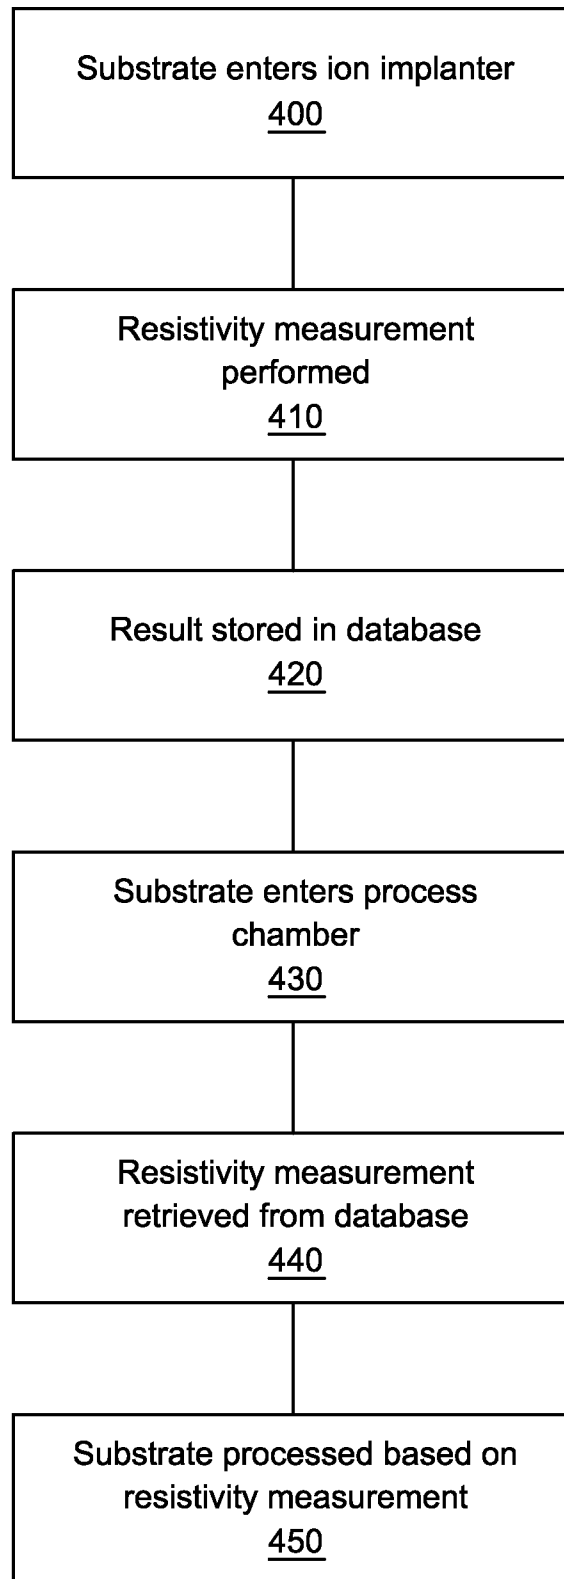 Substrate enters ion implanter
400
Resistivity measurement
performed
410
Result stored in database
420
Substrate enters process
chamber
430
Resistivity measurement
retrieved from database
440
Substrate processed based on
resistivity measurement
450